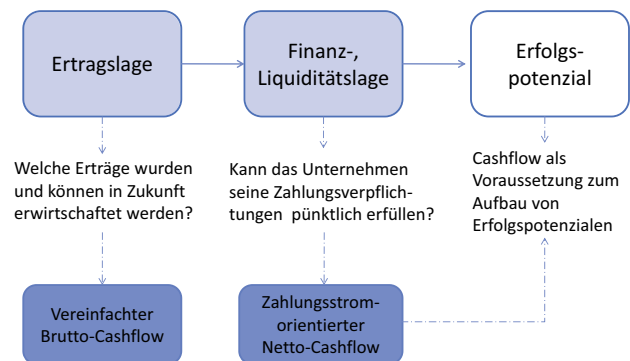 Ertragslage
Finanz-,
Liquiditätslage
Erfolgs-
potenzial
Welche Erträge wurden
und können in Zukunft
erwirtschaftet werden?
Kann das Unternehmen
seine Zahlungsverpflich-
tungen pünktlich erfüllen?
Cashflow als
Voraussetzung zum
Aufbau von
Erfolgspotenzialen
Vereinfachter
Brutto-Cashflow
Zahlungsstrom-
orientierter
Netto-Cashflow